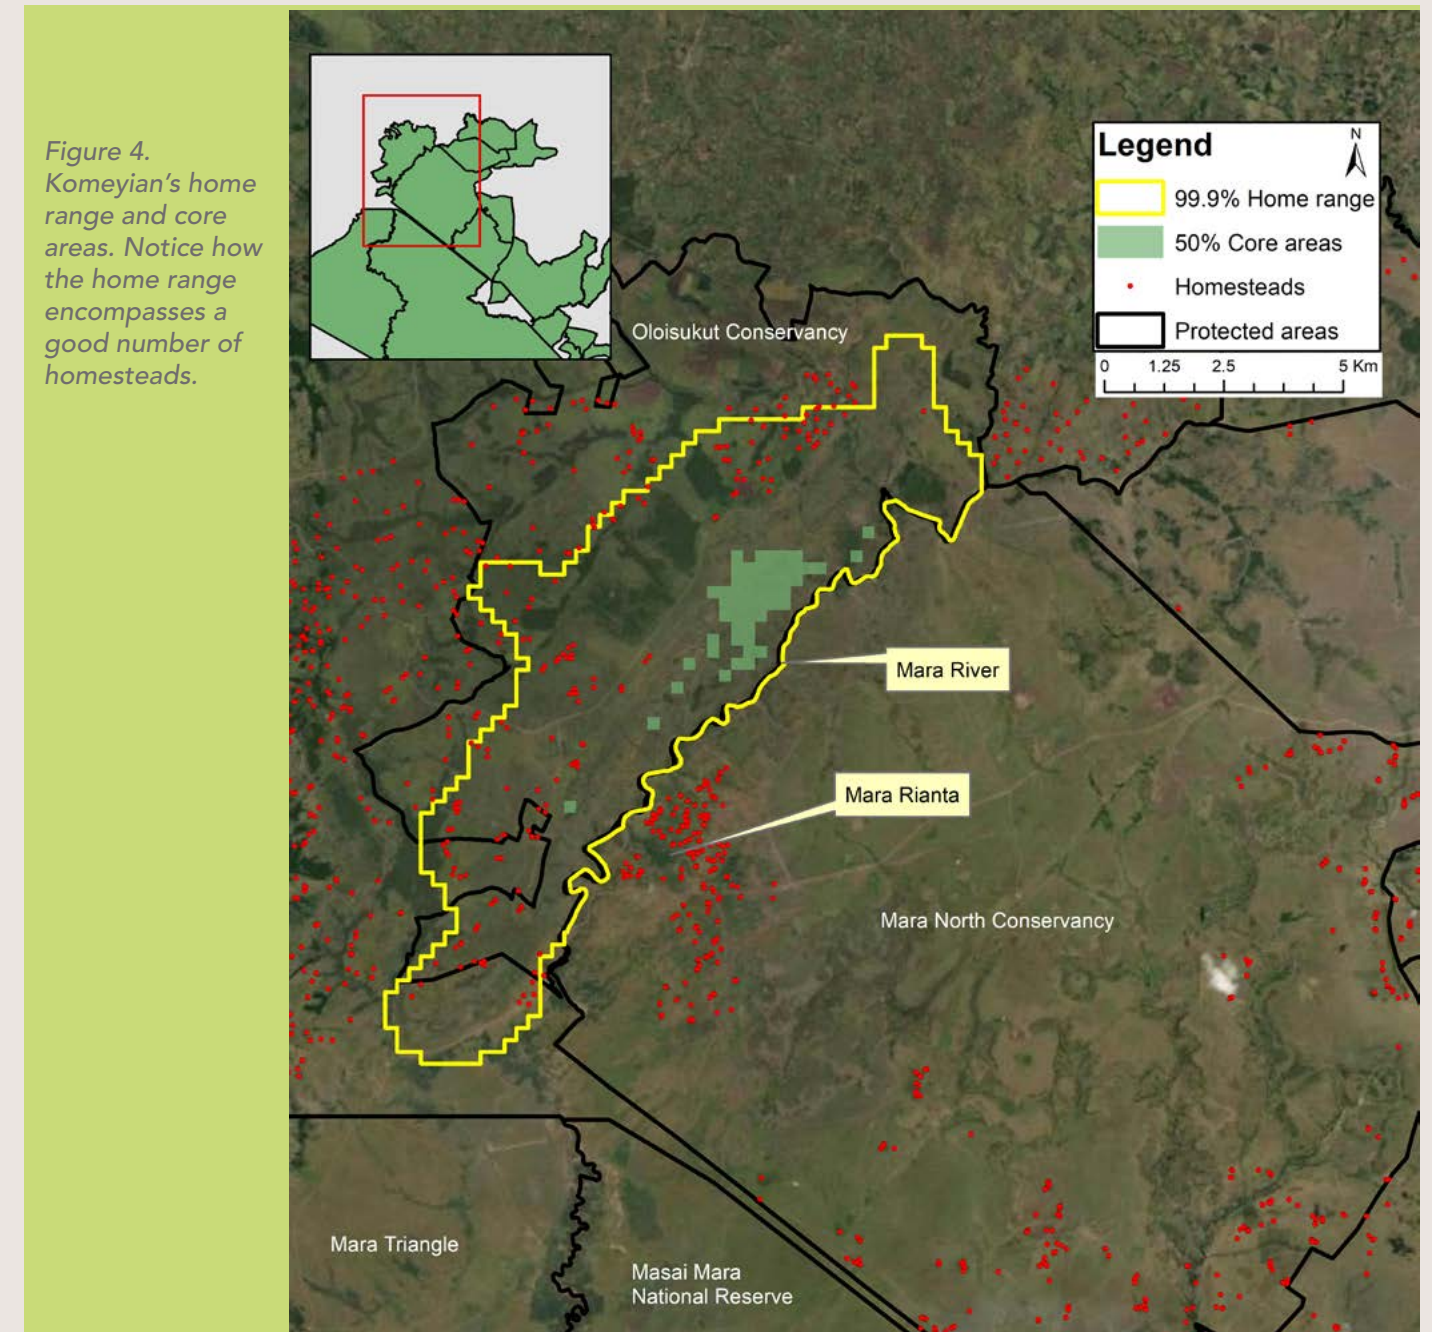 Figure 4.
Komeyian's home
range and core
areas. Notice how
the home range
encompasses a
good number of
homesteads.
Legend
N
99.9% Home range
50% Core areas
Homesteads
Protected areas
0 1.25 2.5 5 Km
Oloisukut Conservancy
Mara River
Mara Rianta
Mara North Conservancy
Mara Triangle
Masai Mara
National Reserve